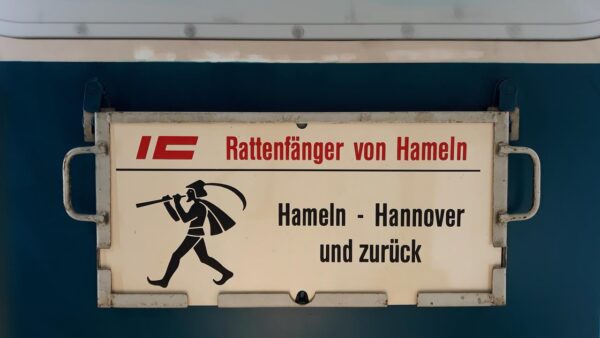 IC Rattenfänger von Hameln
Hameln - Hannover
und zurück